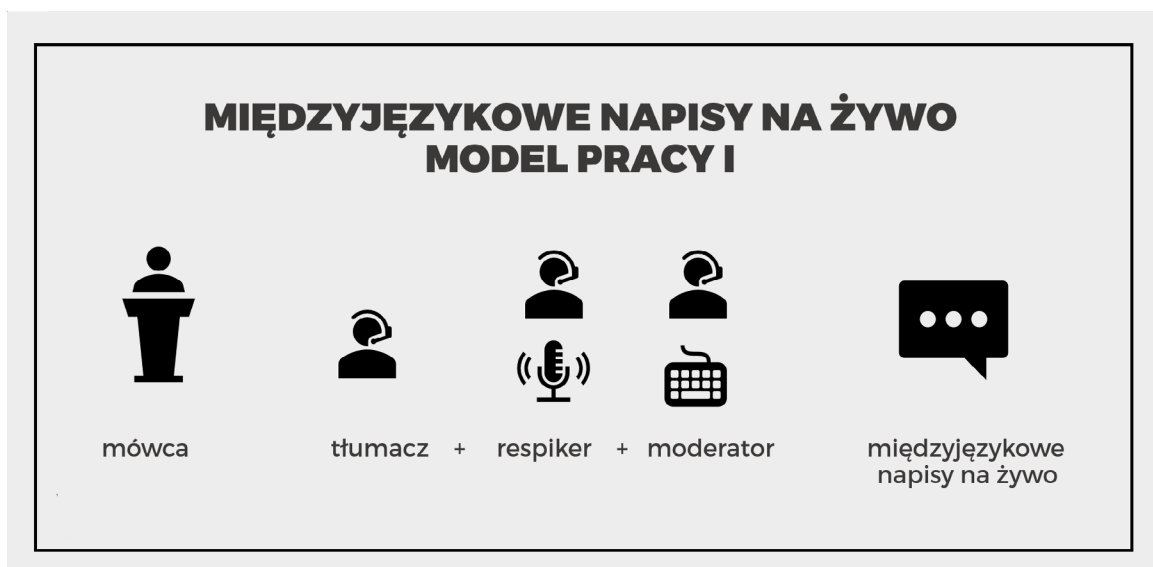 MIĘDZYJĘZYKOWE NAPISY NA ŻYWO
MODEL PRACY I
mówca
tłumacz + respiker + moderator
międzyjęzykowe
napisy na żywo